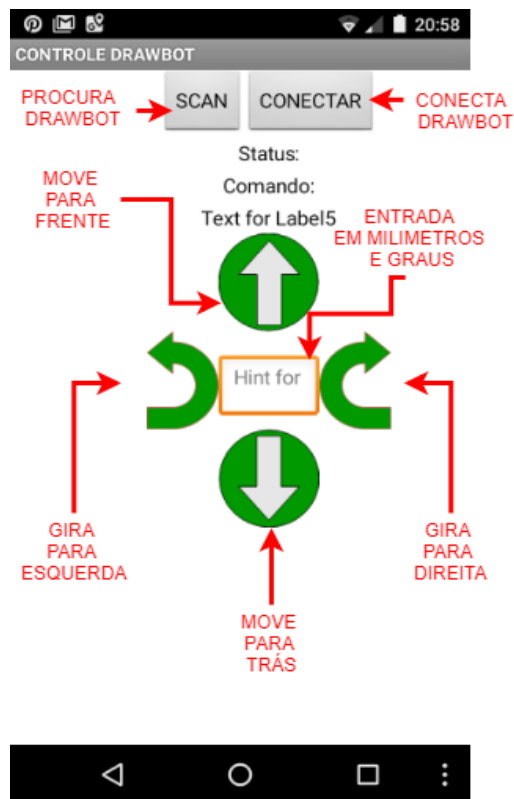 20:58
CONTROLE DRAWBOT
PROCURA
DRAWBOT
SCAN
CONECTAR
CONECTA
DRAWBOT
Status:
Comando:
Text for Label5
MOVE
PARA
FRENTE
ENTRADA
EM MILIMETROS
E GRAUS
Hint for
GIRA
PARA
ESQUERDA
GIRA
PARA
DIREITA
MOVE
PARA
TRÁS